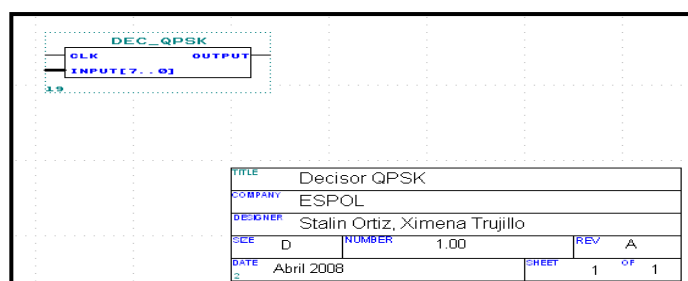 DEC_QPSK
CLK OUTPUT
INPUT[7..0]
19
TITLE Decisor QPSK
COMPANY ESPOL
DESIGNER Stalin Ortiz, Ximena Trujillo
SIZE D NUMBER 1.00 REV A
DATE Abril 2008 SHEET 1 OF 1
2